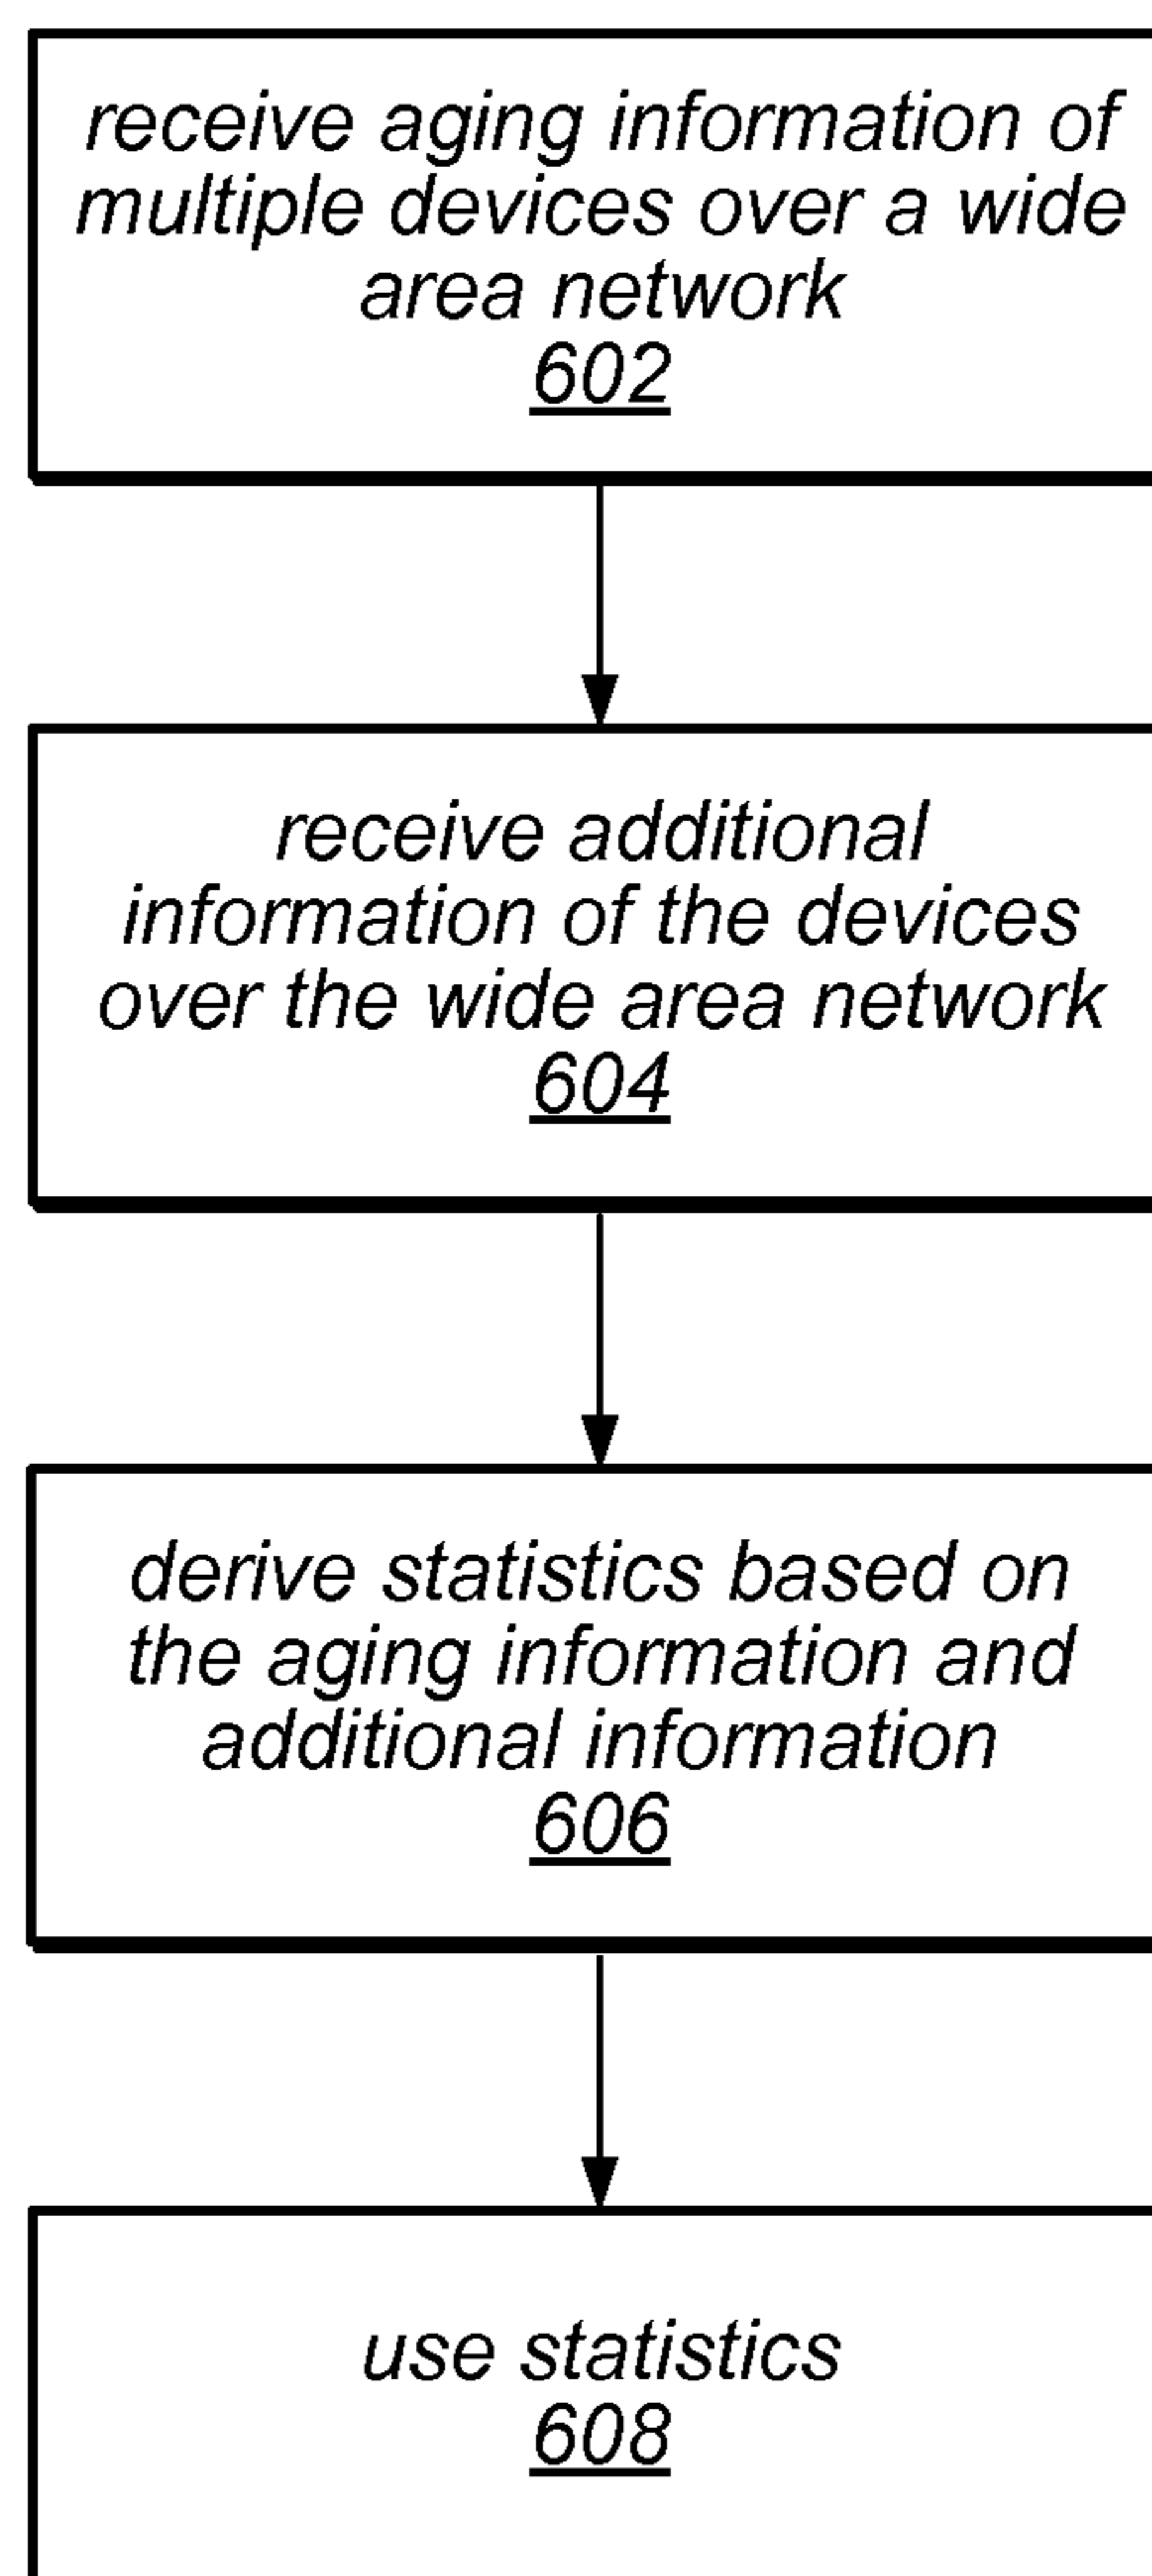 receive aging information of
multiple devices over a wide
area network
602
receive additional
information of the devices
over the wide area network
604
derive statistics based on
the aging information and
additional information
606
use statistics
608